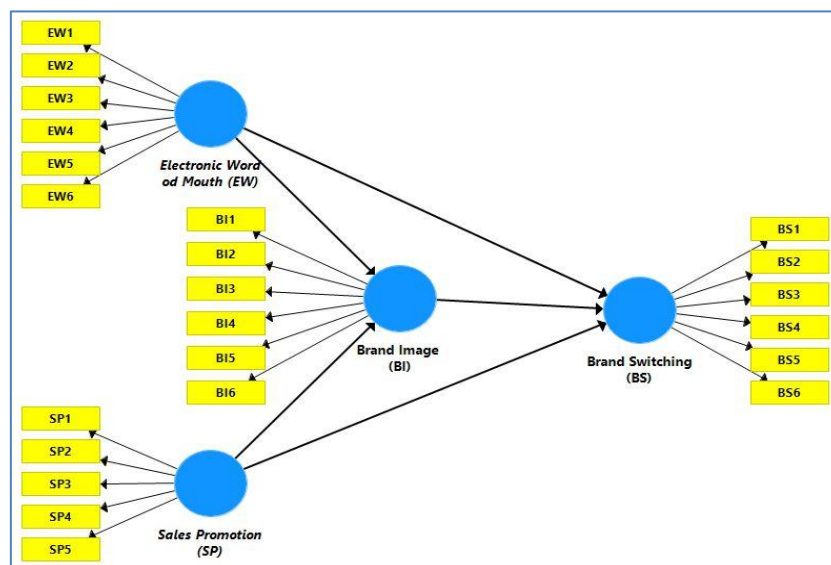 EW1
EW2
EW3
EW4
EW5
EW6
Electronic Word
od Mouth (EW)
BI1
BI2
BI3
BI4
BI5
BI6
Brand Image
(BI)
BS1
BS2
BS3
BS4
BS5
BS6
Brand Switching
(BS)
SP1
SP2
SP3
SP4
SP5
Sales Promotion
(SP)